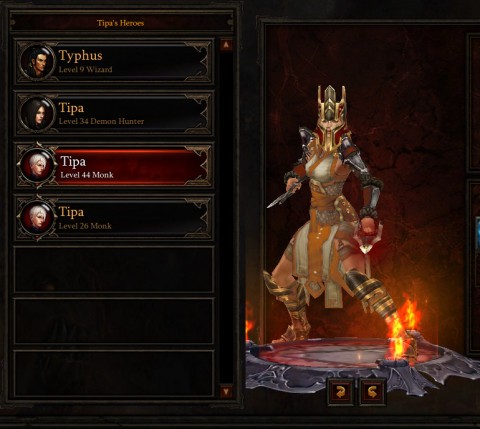 Tipa's Heroes
Typhus
Level 9 Wizard
Tipa
Level 34 Demon Hunter
Tipa
Level 44 Monk
Tipa
Level 26 Monk